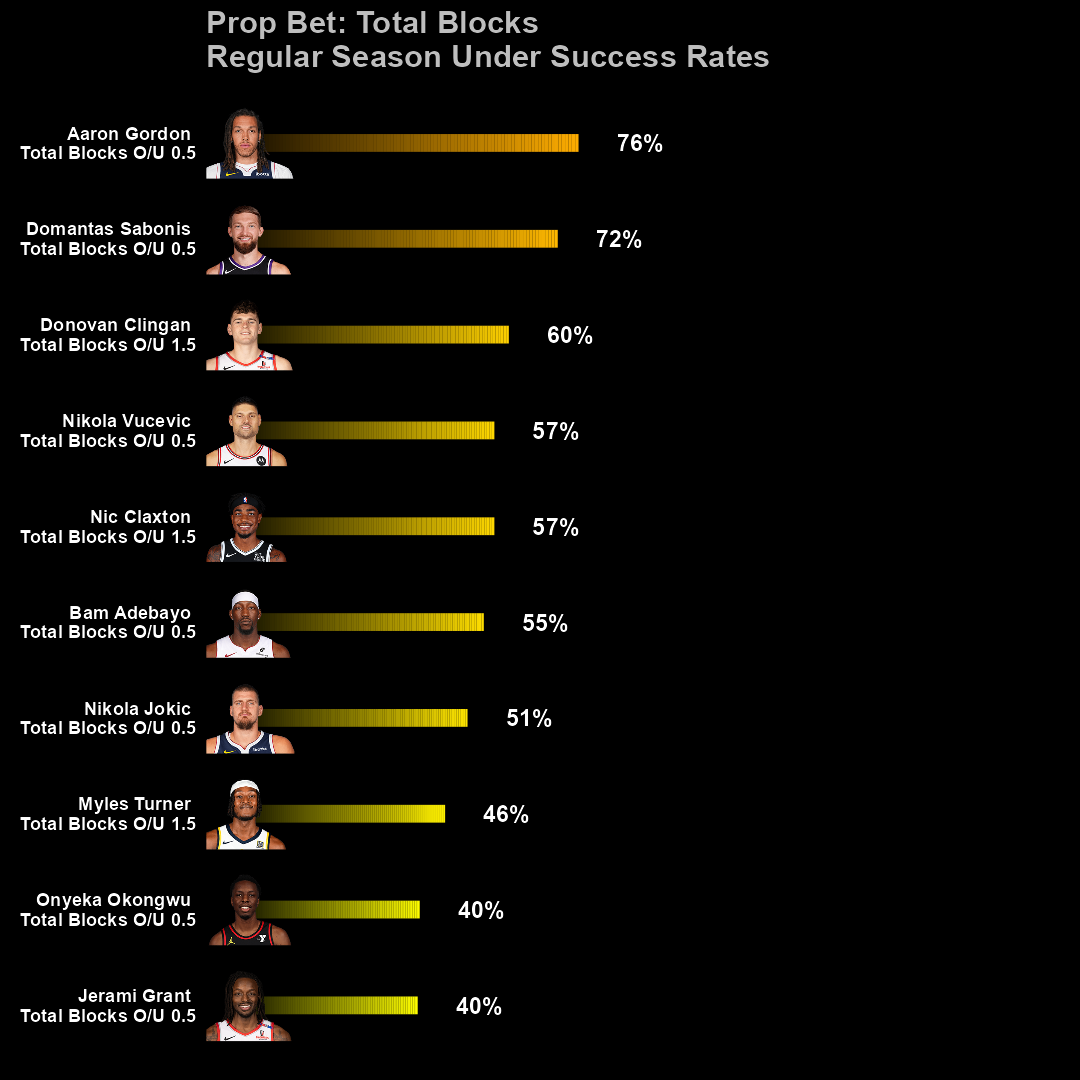 Prop Bet: Total Blocks
Regular Season Under Success Rates
Aaron Gordon
Total Blocks O/U 0.5
76%
Domantas Sabonis
Total Blocks O/U 0.5
72%
Donovan Clingan
Total Blocks O/U 1.5
60%
Nikola Vucevic
Total Blocks O/U 0.5
57%
Nic Claxton
Total Blocks O/U 1.5
57%
Bam Adebayo
Total Blocks O/U 0.5
55%
Nikola Jokic
Total Blocks O/U 0.5
51%
Myles Turner
Total Blocks O/U 1.5
46%
Onyeka Okongwu
Total Blocks O/U 0.5
40%
Jerami Grant
Total Blocks O/U 0.5
40%